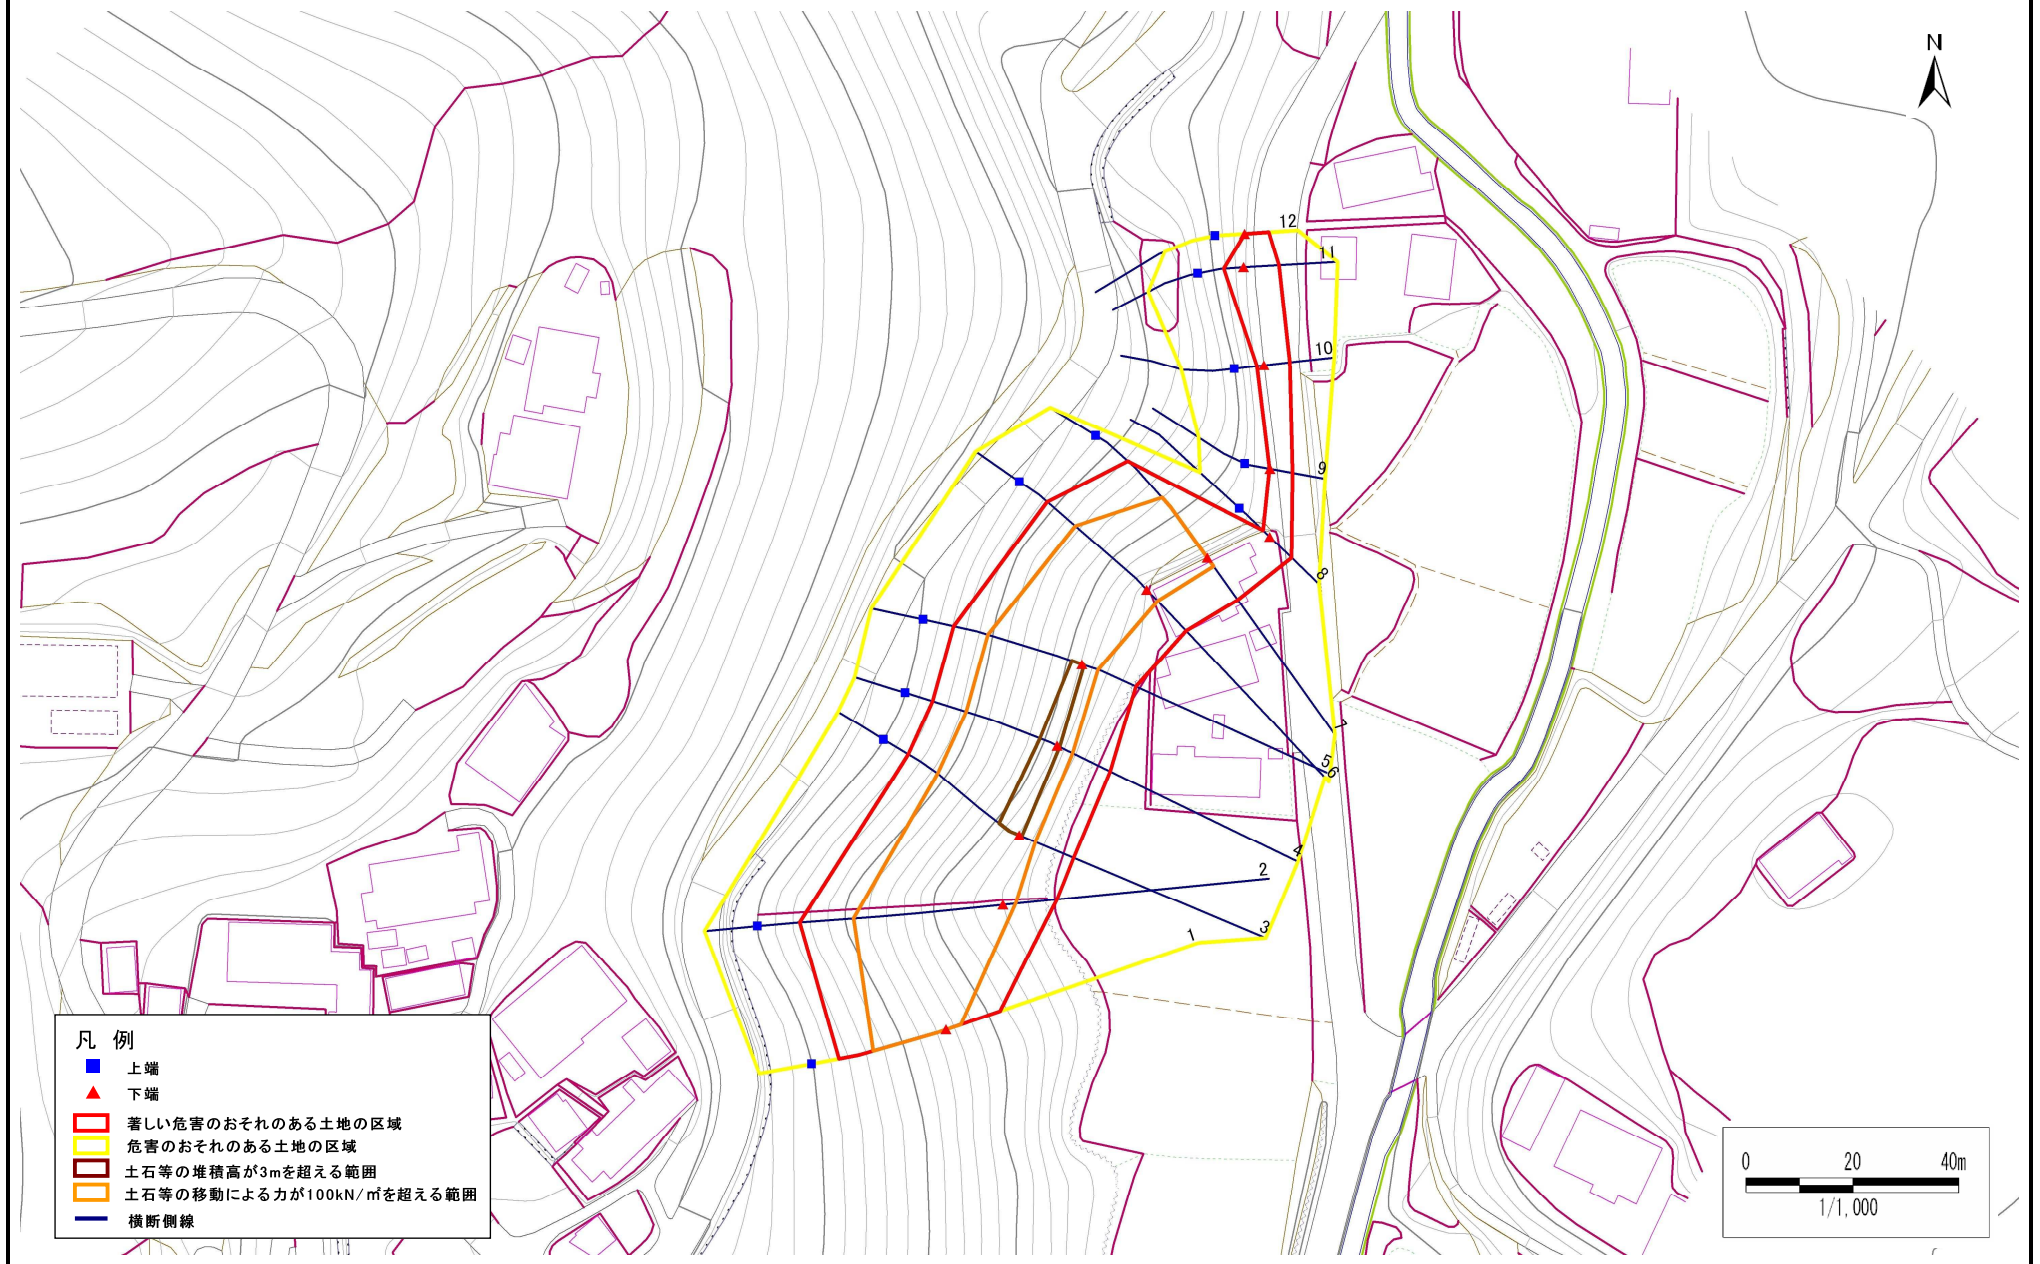 N
12
11
10
9
8
7
5
6
4
2
3
1
凡 例
上端
下端
著しい危害のおそれのある土地の区域
危害のおそれのある土地の区域
土石等の堆積高が3mを超える範囲
土石等の移動による力が100kN/㎡を超える範囲
横断側線
0 20 40m
1/1,000